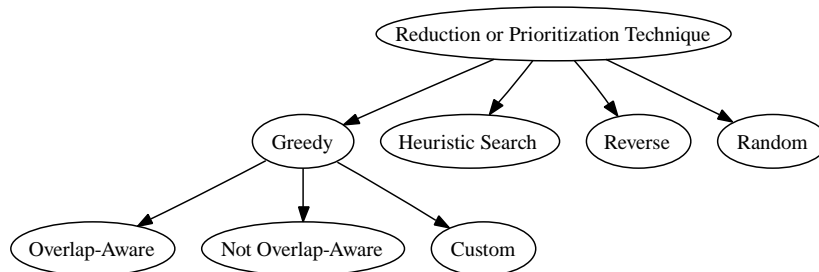 Reduction or Prioritization Technique
Greedy
Heuristic Search
Reverse
Random
Overlap-Aware
Not Overlap-Aware
Custom